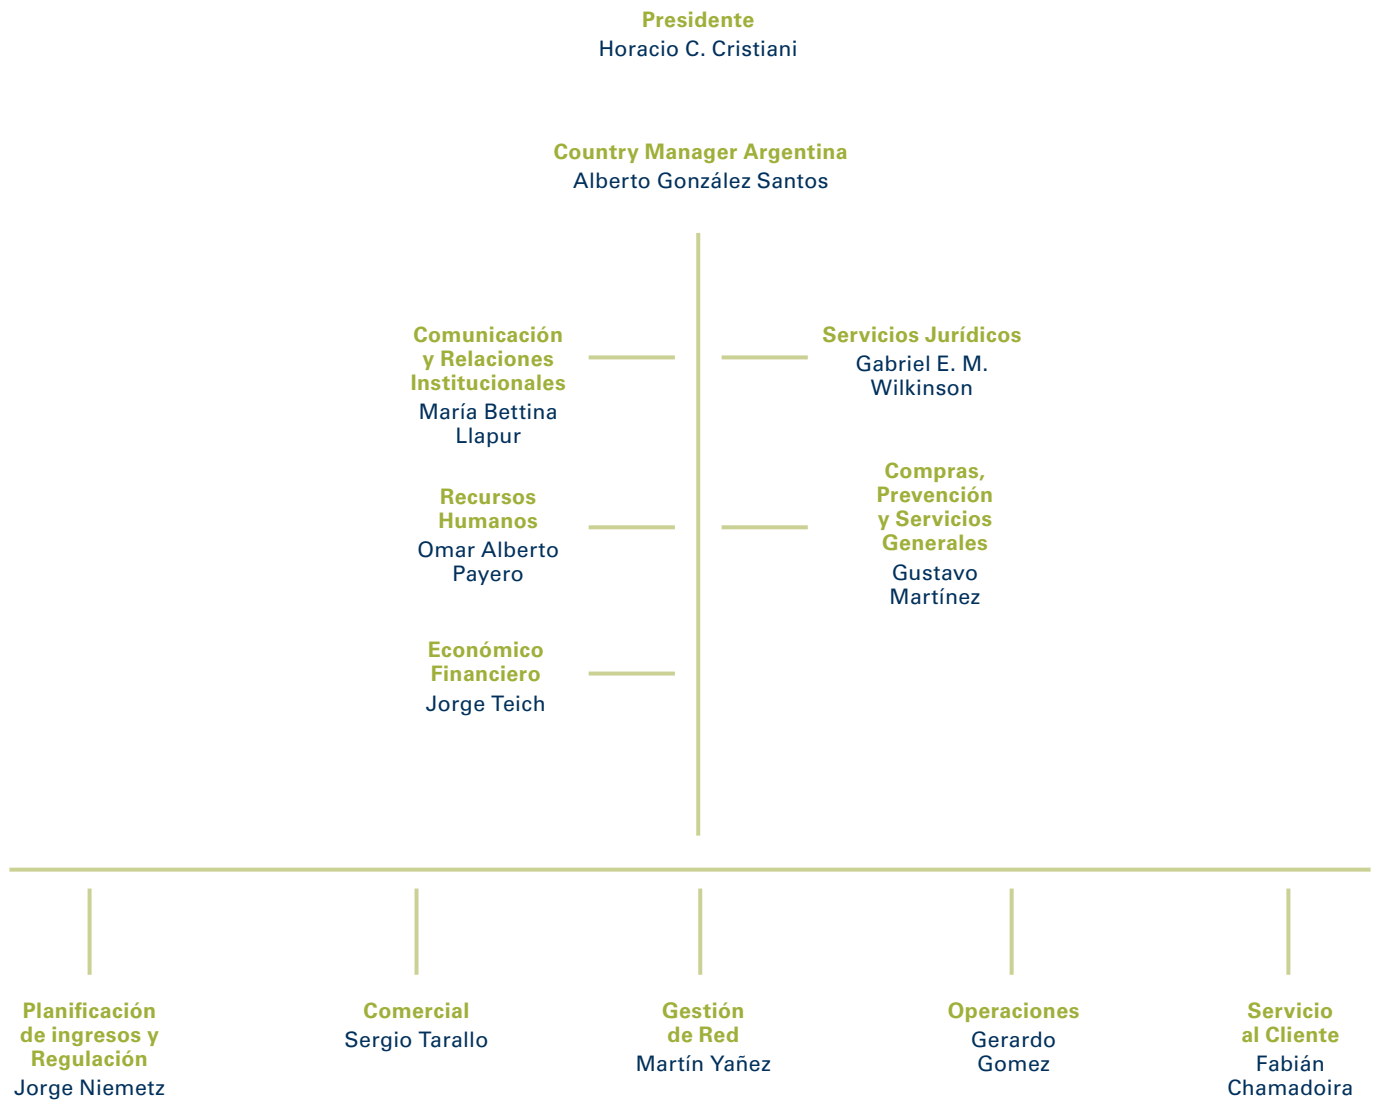 Presidente
Horacio C. Cristiani
Country Manager Argentina
Alberto González Santos
Comunicación
y Relaciones
Institucionales
María Bettina
Llapur
Servicios Jurídicos
Gabriel E. M.
Wilkinson
Recursos
Humanos
Omar Alberto
Payero
Compras,
Prevención
y Servicios
Generales
Gustavo
Martínez
Económico
Financiero
Jorge Teich
Planificación
de ingresos y
Regulación
Jorge Niemetz
Comercial
Sergio Tarallo
Gestión
de Red
Martín Yañez
Operaciones
Gerardo
Gomez
Servicio
al Cliente
Fabián
Chamadoira